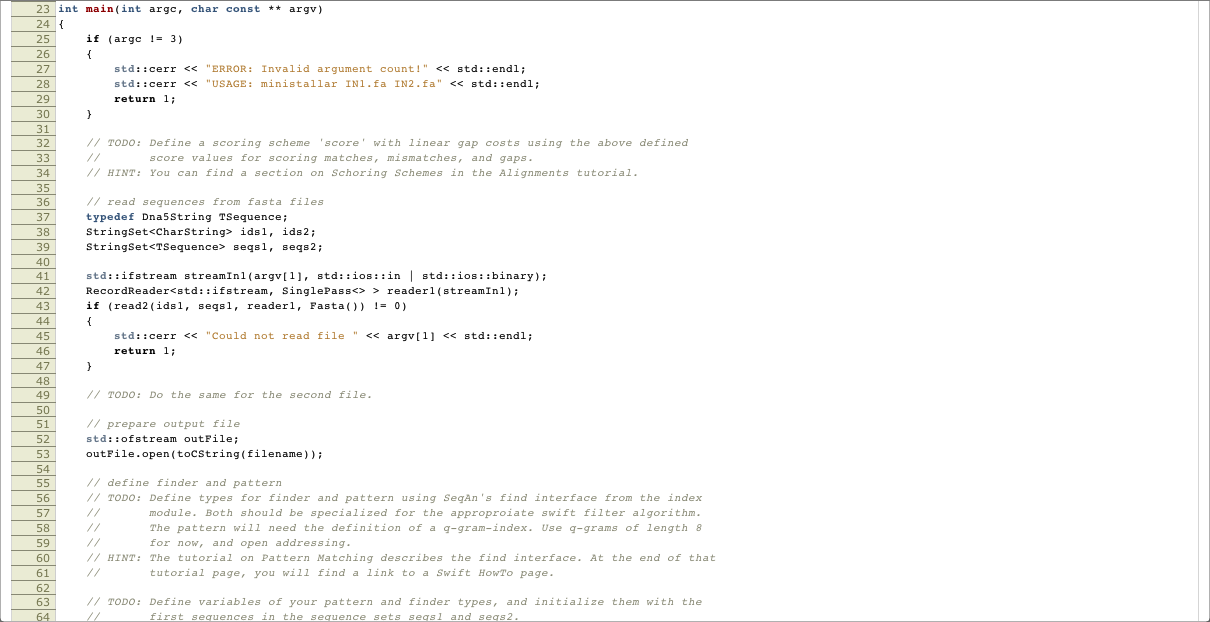 23 int main(int argc, char const ** argv)
24 {
25     if (argc != 3)
26     {
27         std::cerr << "ERROR: Invalid argument count!" << std::endl;
28         std::cerr << "USAGE: ministallar IN1.fa IN2.fa" << std::endl;
29         return 1;
30     }
31
32     // TODO: Define a scoring scheme 'score' with linear gap costs using the above defined
33     //       score values for scoring matches, mismatches, and gaps.
34     // HINT: You can find a section on Schoring Schemes in the Alignments tutorial.
35
36     // read sequences from fasta files
37     typedef Dna5String TSequence;
38     StringSet<CharString> ids1, ids2;
39     StringSet<TSequence> seqs1, seqs2;
40
41     std::ifstream streamIn1(argv[1], std::ios::in | std::ios::binary);
42     RecordReader<std::ifstream, SinglePass<> > reader1(streamIn1);
43     if (read2(ids1, seqs1, reader1, Fasta()) != 0)
44     {
45         std::cerr << "Could not read file " << argv[1] << std::endl;
46         return 1;
47     }
48
49     // TODO: Do the same for the second file.
50
51     // prepare output file
52     std::ofstream outFile;
53     outFile.open(toCString(filename));
54
55     // define finder and pattern
56     // TODO: Define types for finder and pattern using SeqAn's find interface from the index
57     //       module. Both should be specialized for the approproiate swift filter algorithm.
58     //       The pattern will need the definition of a q-gram-index. Use q-grams of length 8
59     //       for now, and open addressing.
60     // HINT: The tutorial on Pattern Matching describes the find interface. At the end of that
61     //       tutorial page, you will find a link to a Swift HowTo page.
62
63     // TODO: Define variables of your pattern and finder types, and initialize them with the
64     //       first sequences in the sequence sets seqs1 and seqs2.